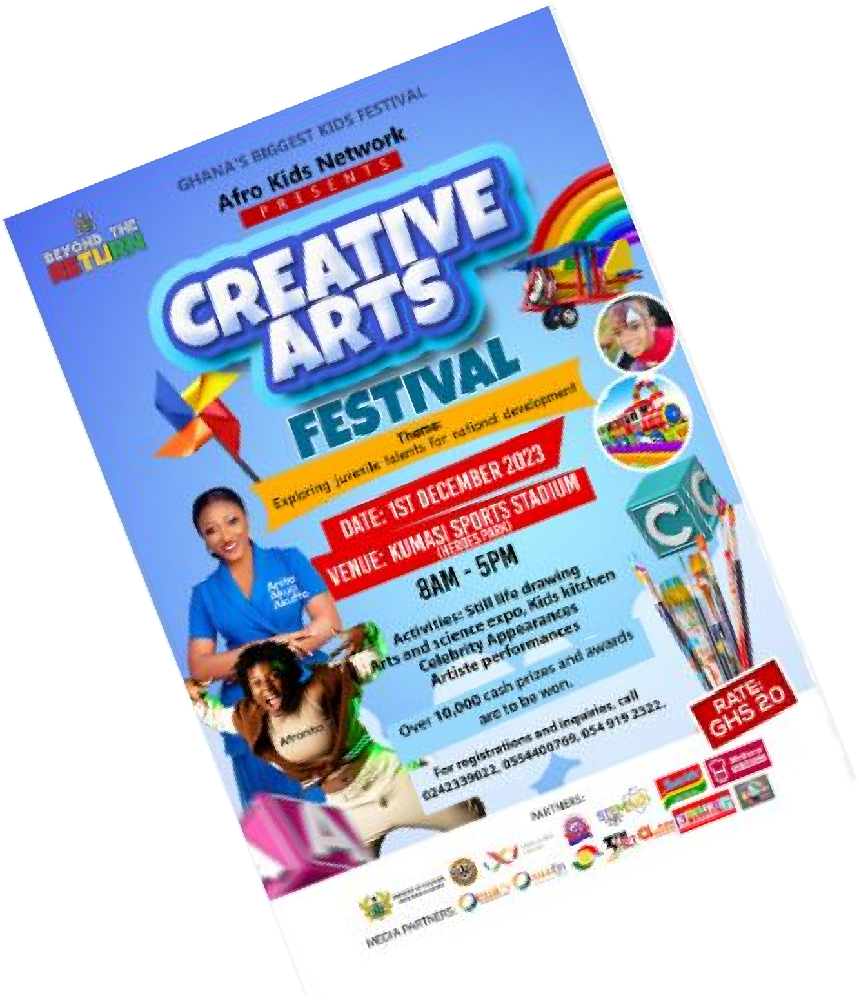 GHANA'S BIGGEST KIDS FESTIVAL
Afro Kids Network
PRESENTS
BEYOND THE
RETURN
CREATIVE
ARTS
FESTIVAL
Theme:
Exploring juvenile talents for national development
DATE: 1ST DECEMBER 2023
VENUE: KUMASI SPORTS STADIUM
(HEROES PARK)
8AM - 5PM
Activities: Still life drawing
Arts and science expo, Kids kitchen
Celebrity Appearances
Artiste performances
Over 10,000 cash prizes and awards
are to be won.
For registrations and inquiries, call
0242339022, 0554400769, 054 919 2322.
RATE:
GHS 20
Afronita
C
C
A
PARTNERS:
MEDIA PARTNERS: